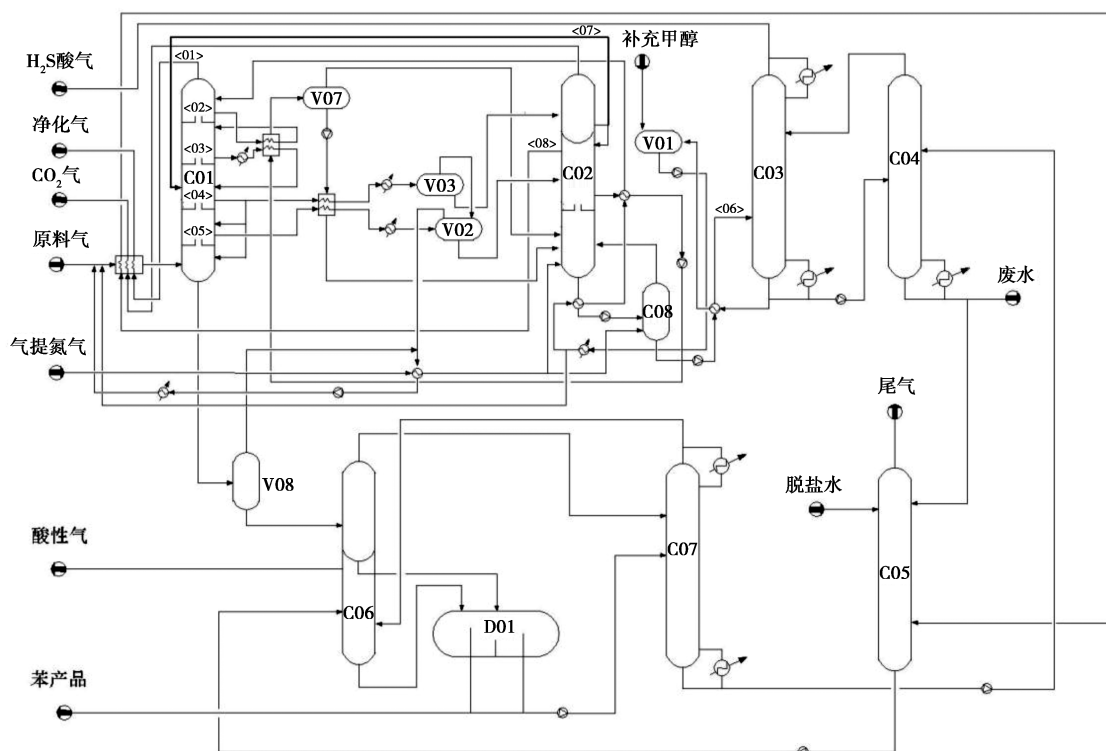 <07>
补充甲醇
<01>
H₂S酸气
V07
<02>
净化气
<03>
<08>
V01
C03
C04
CO₂气
C01
V03
C02
<04>
<06>
原料气
<05>
V02
废水
C08
气提氮气
尾气
V08
脱盐水
酸性气
C07
C05
C06
D01
苯产品